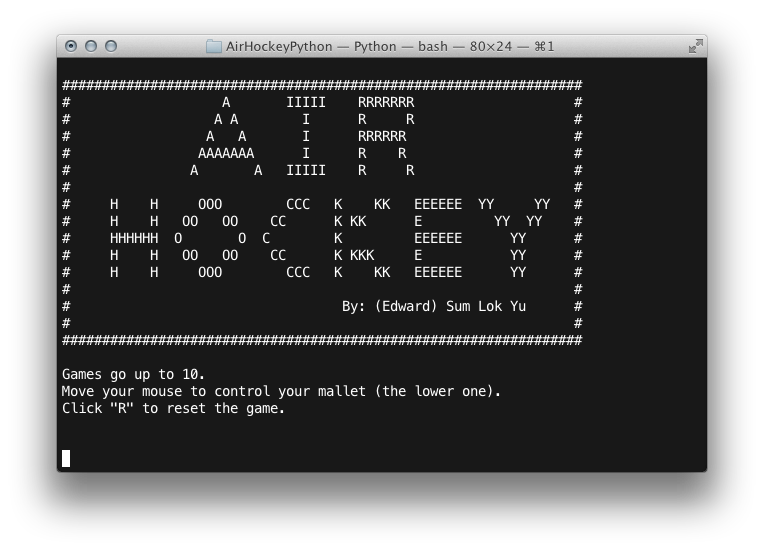 AirHockeyPython — Python — bash — 80×24 — ⌘1
#################################################################
#                   A       IIIII    RRRRRRR                    #
#                  A A        I      R     R                    #
#                 A   A       I      RRRRRR                     #
#                AAAAAAA      I      R    R                     #
#               A       A   IIIII    R     R                    #
#                                                               #
#     H    H     OOO        CCC   K    KK   EEEEEE  YY     YY   #
#     H    H   OO   OO    CC      K KK      E         YY  YY    #
#     HHHHHH  O       O  C        K         EEEEEE      YY      #
#     H    H   OO   OO    CC      K KKK     E           YY      #
#     H    H     OOO        CCC   K    KK   EEEEEE      YY      #
#                                                               #
#                                  By: (Edward) Sum Lok Yu      #
#                                                               #
#################################################################
Games go up to 10.
Move your mouse to control your mallet (the lower one).
Click "R" to reset the game.